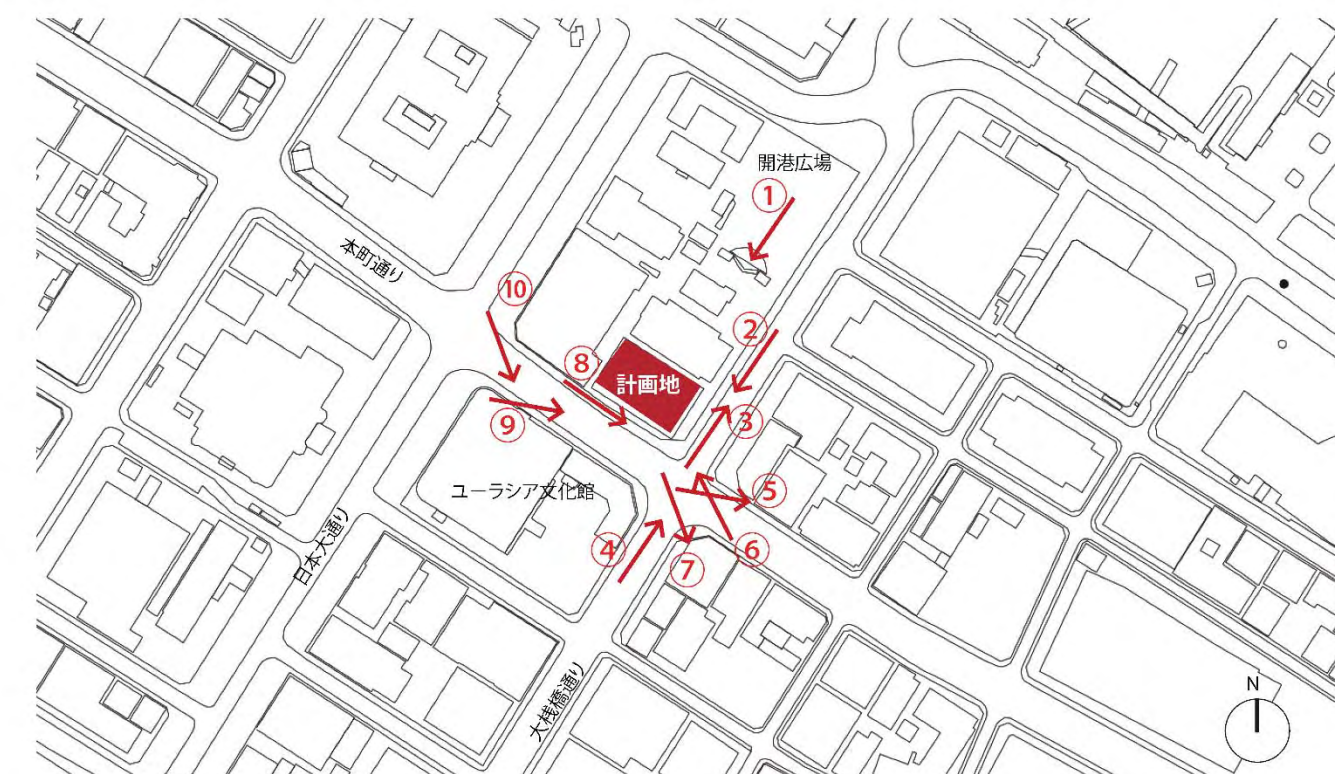 開港広場
①
本町通り
⑩
②
⑧
計画地
③
⑨
ユーラシア文化館
⑤
日本大通り
④
⑥
⑦
大桟橋通り
N